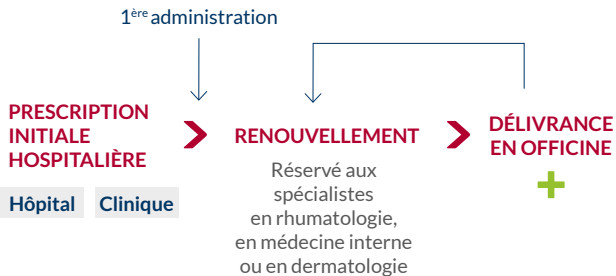 1ère administration
PRESCRIPTION
INITIALE
HOSPITALIÈRE
Hôpital Clinique
RENOUVELLEMENT
Réservé aux
spécialistes
en rhumatologie,
en médecine interne
ou en dermatologie
DÉLIVRANCE
EN OFFICINE